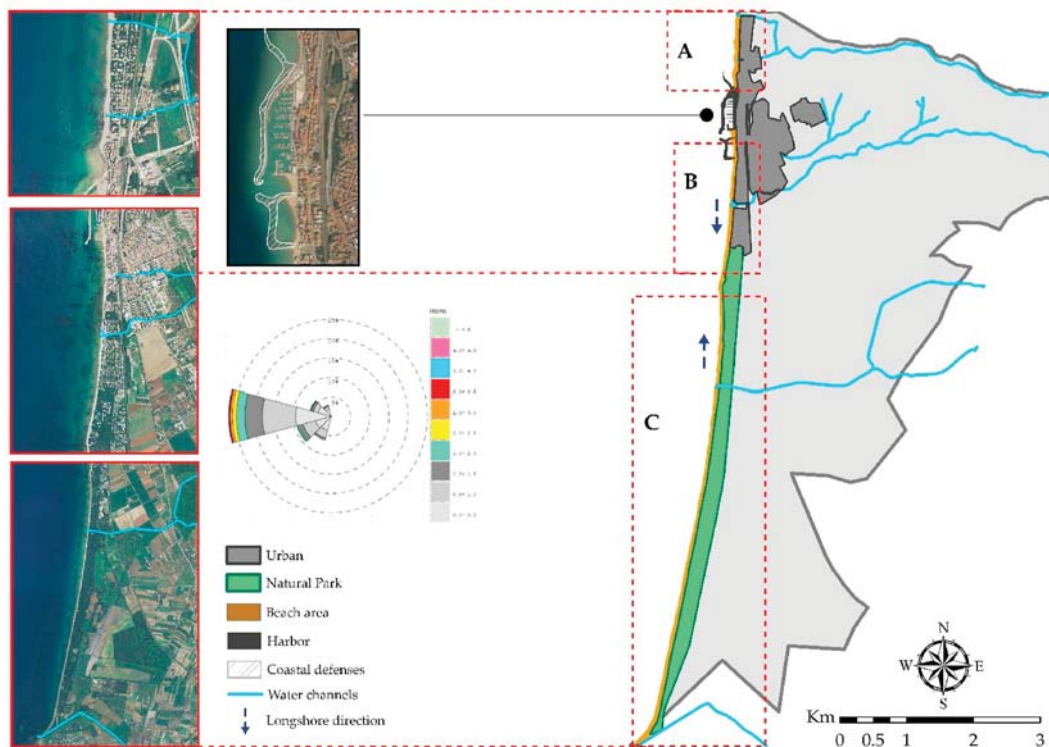 A
B
C
Urban
Natural Park
Beach area
Harbor
Coastal defenses
Water channels
Longshore direction
N
W E
S
Km
0 0.5 1 2 3